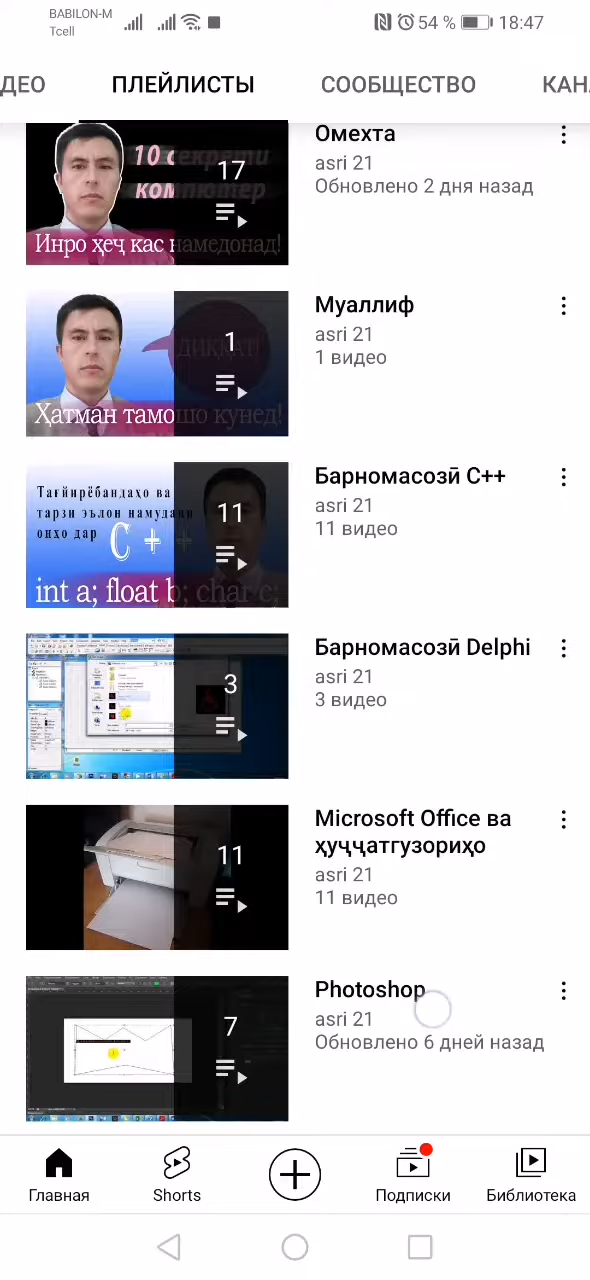 BABILON-M
Tcell
54 %
18:47
ДЕО
ПЛЕЙЛИСТЫ
СООБЩЕСТВО
КАН
10 секрати
компютер
17
Инро ҳеҷ кас намедонад!
Омехта
asri 21
Обновлено 2 дня назад
ДИҚҚАТ!
1
Ҳатман тамошо кунед!
Муаллиф
asri 21
1 видео
Тағйирёбандаҳо ва
тарзи эълон намудани
онҳо дар
C + +
11
int a; float b; char c;
Барномасозӣ C++
asri 21
11 видео
3
Барномасозӣ Delphi
asri 21
3 видео
11
Microsoft Office ва
ҳуҷҷатгузориҳо
asri 21
11 видео
7
Photoshop
asri 21
Обновлено 6 дней назад
Главная
Shorts
Подписки
Библиотека